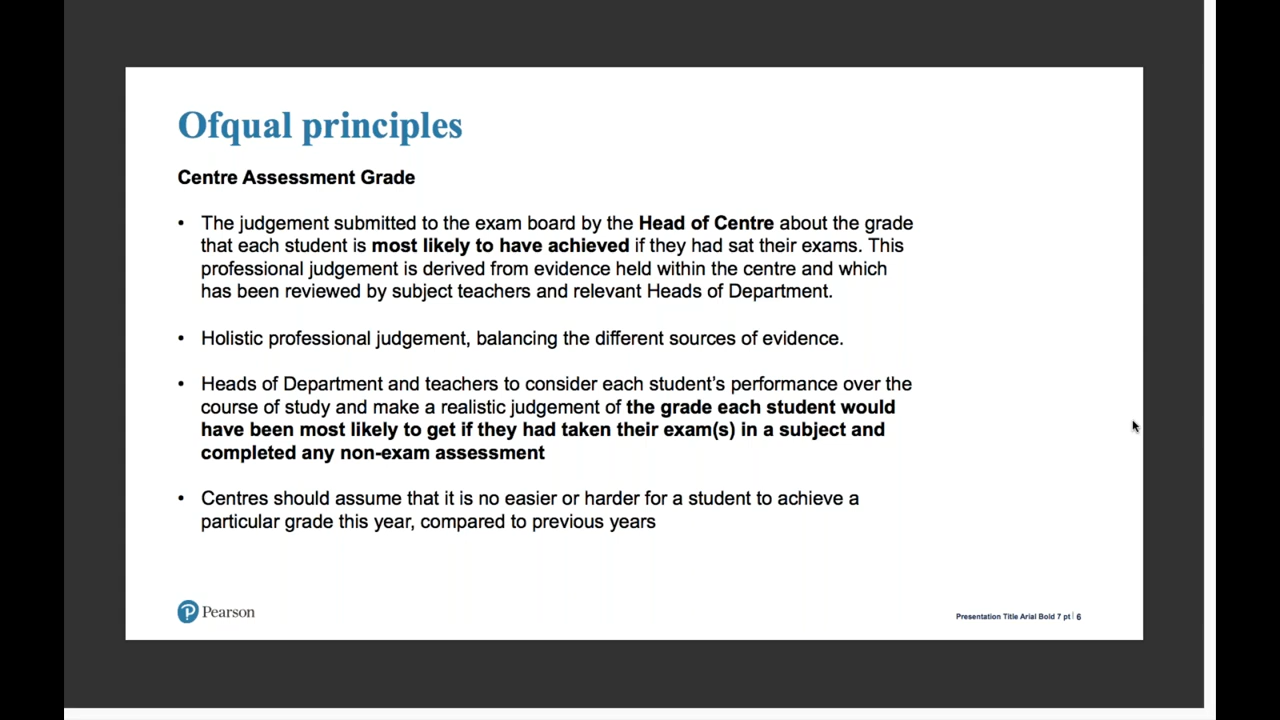 Ofqual principles
Centre Assessment Grade
• The judgement submitted to the exam board by the Head of Centre about the grade
that each student is most likely to have achieved if they had sat their exams. This
professional judgement is derived from evidence held within the centre and which
has been reviewed by subject teachers and relevant Heads of Department.
• Holistic professional judgement, balancing the different sources of evidence.
• Heads of Department and teachers to consider each student’s performance over the
course of study and make a realistic judgement of the grade each student would
have been most likely to get if they had taken their exam(s) in a subject and
completed any non-exam assessment
• Centres should assume that it is no easier or harder for a student to achieve a
particular grade this year, compared to previous years
P Pearson
Presentation Title Arial Bold 7 pt | 6